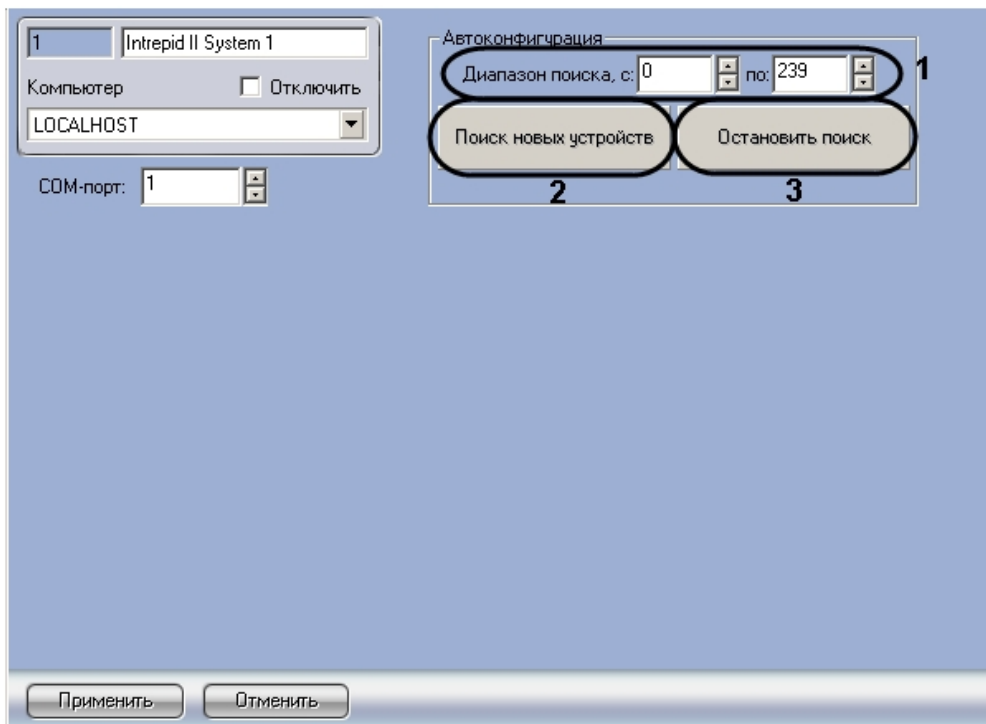 1 Intrepid II System 1
Компьютер Отключить
LOCALHOST
COM-порт: 1
Автоконфигурация
Диапазон поиска, с: 0 по: 239 1
Поиск новых устройств Остановить поиск
2 3
Применить Отменить